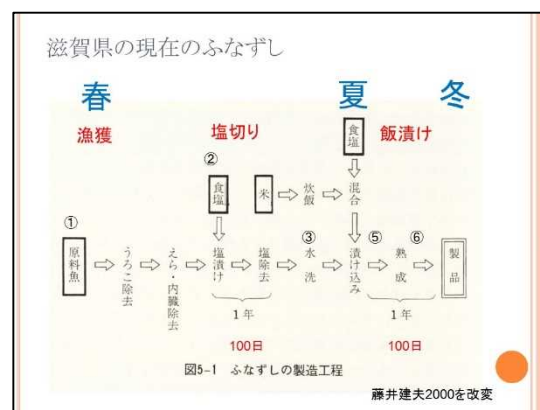 滋賀県の現在のふなずし
春
夏
冬
漁獲
塩切り
飯漬け
食塩
②
食塩
米
炊飯
混合
①
原料魚
うろこ除去
えら・内臓除去
塩漬け
塩除去
③
水洗
漬け込み
⑤
熟成
⑥
製品
1年
1年
100日
100日
図5-1 ふなずしの製造工程
藤井建夫2000を改変